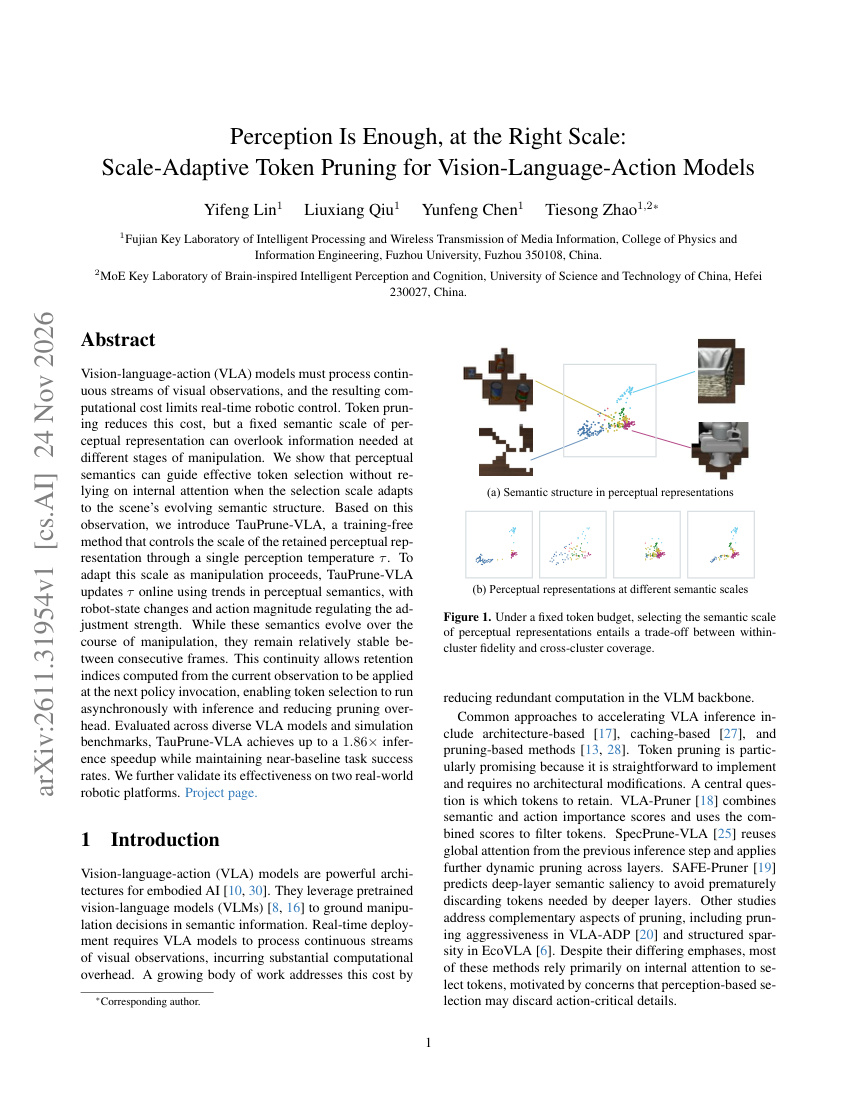 Perception Is Enough, at the Right Scale:
Scale-Adaptive Token Pruning for Vision-Language-Action Models
Yifeng Lin1 Liuxiang Qiu1 Yunfeng Chen1 Tiesong Zhao1,2∗
1Fujian Key Laboratory of Intelligent Processing and Wireless Transmission of Media Information, College of Physics and
Information Engineering, Fuzhou University, Fuzhou 350108, China.
2MoE Key Laboratory of Brain-inspired Intelligent Perception and Cognition, University of Science and Technology of China, Hefei
230027, China.
arXiv:2611.31954v1 [cs.AI] 24 Nov 2026
Abstract
Vision-language-action (VLA) models must process contin-
uous streams of visual observations, and the resulting com-
putational cost limits real-time robotic control. Token prun-
ing reduces this cost, but a fixed semantic scale of per-
ceptual representation can overlook information needed at
different stages of manipulation. We show that perceptual
semantics can guide effective token selection without re-
lying on internal attention when the selection scale adapts
to the scene's evolving semantic structure. Based on this
observation, we introduce TauPrune-VLA, a training-free
method that controls the scale of the retained perceptual rep-
resentation through a single perception temperature τ. To
adapt this scale as manipulation proceeds, TauPrune-VLA
updates τ online using trends in perceptual semantics, with
robot-state changes and action magnitude regulating the ad-
justment strength. While these semantics evolve over the
course of manipulation, they remain relatively stable be-
tween consecutive frames. This continuity allows retention
indices computed from the current observation to be applied
at the next policy invocation, enabling token selection to run
asynchronously with inference and reducing pruning over-
head. Evaluated across diverse VLA models and simulation
benchmarks, TauPrune-VLA achieves up to a 1.86× infer-
ence speedup while maintaining near-baseline task success
rates. We further validate its effectiveness on two real-world
robotic platforms. Project page.
1 Introduction
Vision-language-action (VLA) models are powerful archi-
tectures for embodied AI [10, 30]. They leverage pretrained
vision-language models (VLMs) [8, 16] to ground manipu-
lation decisions in semantic information. Real-time deploy-
ment requires VLA models to process continuous streams
of visual observations, incurring substantial computational
overhead. A growing body of work addresses this cost by
∗Corresponding author.
(a) Semantic structure in perceptual representations
(b) Perceptual representations at different semantic scales
Figure 1. Under a fixed token budget, selecting the semantic scale
of perceptual representations entails a trade-off between within-
cluster fidelity and cross-cluster coverage.
reducing redundant computation in the VLM backbone.
Common approaches to accelerating VLA inference in-
clude architecture-based [17], caching-based [27], and
pruning-based methods [13, 28]. Token pruning is partic-
ularly promising because it is straightforward to implement
and requires no architectural modifications. A central ques-
tion is which tokens to retain. VLA-Pruner [18] combines
semantic and action importance scores and uses the com-
bined scores to filter tokens. SpecPrune-VLA [25] reuses
global attention from the previous inference step and applies
further dynamic pruning across layers. SAFE-Pruner [19]
predicts deep-layer semantic saliency to avoid prematurely
discarding tokens needed by deeper layers. Other studies
address complementary aspects of pruning, including prun-
ing aggressiveness in VLA-ADP [20] and structured spar-
sity in EcoVLA [6]. Despite their differing emphases, most
of these methods rely primarily on internal attention to se-
lect tokens, motivated by concerns that perception-based se-
lection may discard action-critical details.
1